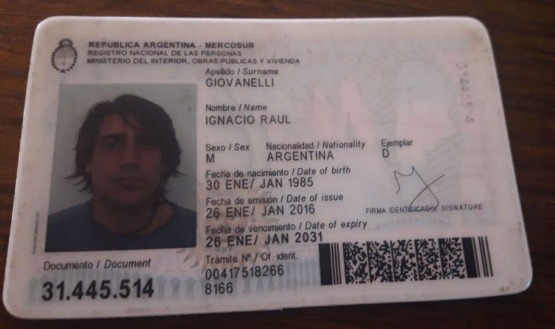 REPUBLICA ARGENTINA - MERCOSUR
REGISTRO NACIONAL DE LAS PERSONAS
MINISTERIO DEL INTERIOR, OBRAS PUBLICAS Y VIVIENDA
Apellido / Surname
GIOVANELLI
Nombre / Name
IGNACIO RAUL
Sexo / Sex Nacionalidad / Nationality Ejemplar
M ARGENTINA D
Fecha de nacimiento / Date of birth
30 ENE/ JAN 1985
Fecha de emisión / Date of issue
26 ENE/ JAN 2016
FIRMA IDENTIFICADO/ SIGNATURE
Fecha de vencimiento / Date of expiry
26 ENE/ JAN 2031
Documento / Document
31.445.514
Trámite Nº / Of. ident.
00417518266
8166